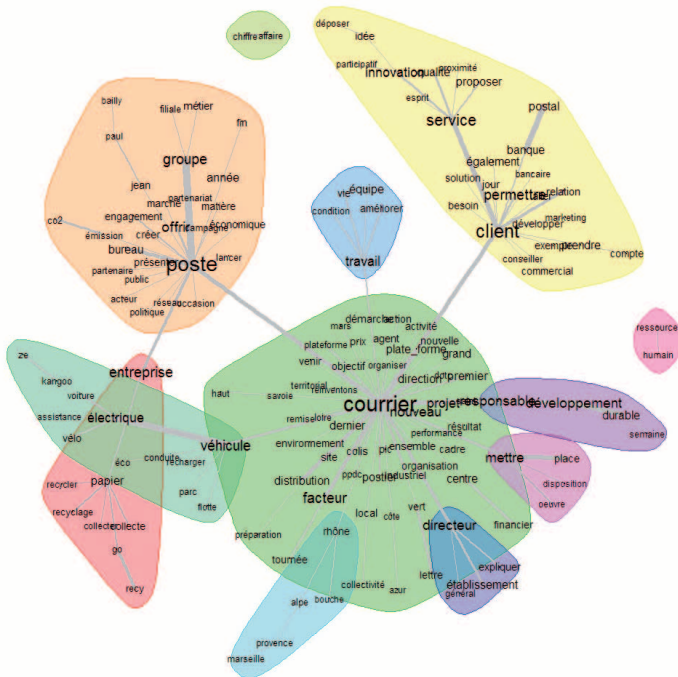 déposer
idée
chiffre affaire
participatif
innovation
qualité
proximité
proposer
esprit
bailly
filiale
métier
fm
postal
service
paul
groupe
banque
également
bancaire
jean
année
vie
équipe
solution
jour
relation
partenariat
marché
matière
condition
améliorer
besoin
permettre
marketing
co2
engagement
offrir
campagne
économique
client
développer
créer
émission
bureau
exemple
prendre
présenter
poste
lancer
travail
conseiller
compte
partenaire
commercial
public
acteur
réseau
occasion
politique
mars
démarche
action
activité
ressource
plateforme
prix
agent
nouvelle
humain
ze
venir
objectif
organiser
plate_forme
grand
kangoo
entreprise
haut
territorial
savoie
réinventons
direction
dotc
premier
voiture
courrier
nouveau
projet
responsable
développement
durable
assistance
électrique
remise
lotre
dernier
performance
résultat
semaine
vélo
véhicule
environnement
site
colis
pic
ensemble
cadre
mettre
place
éco
conduite
recharger
distribution
ppdc
postier
industriel
organisation
centre
disposition
papier
recycler
parc
facteur
oeuvre
recyclage
collecter
collecte
flotte
local
côte
vert
financier
go
préparation
rhône
directeur
recy
tournée
lettre
expliquer
collectivité
azur
établissement
général
alpe
bouche
provence
marseille